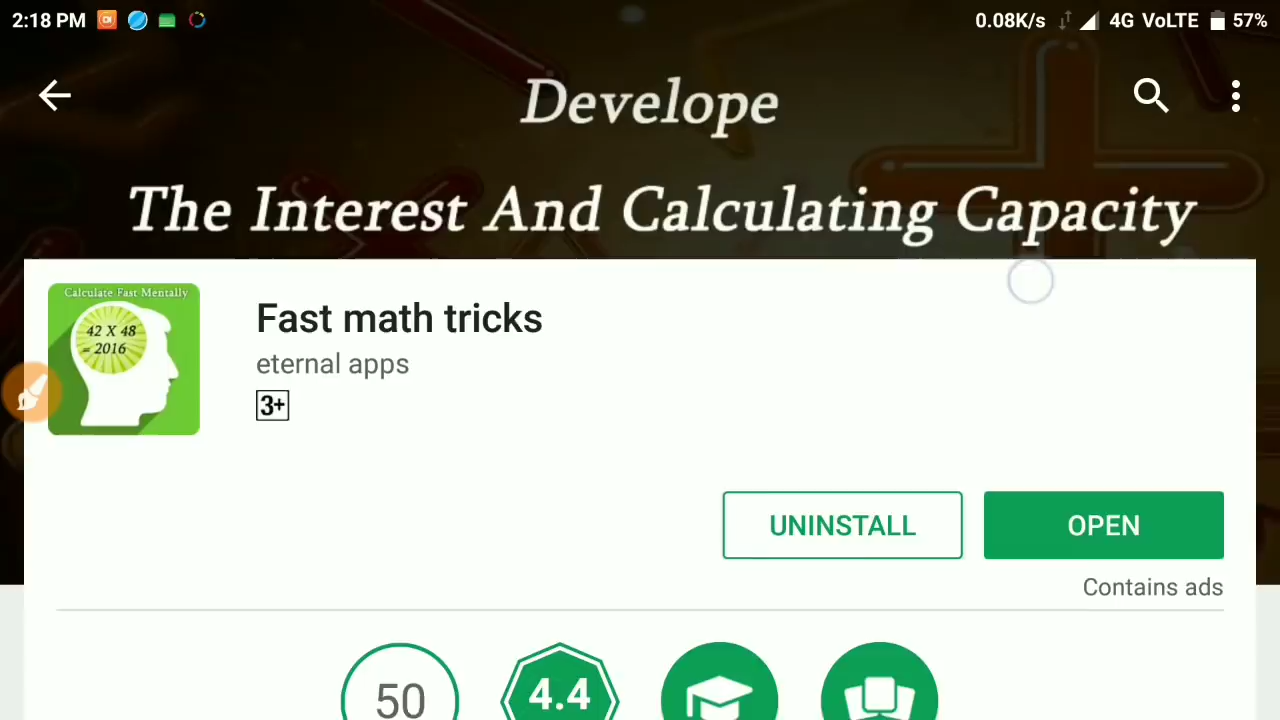 2:18 PM 0.08K/s 4G VoLTE 57%
Develope
The Interest And Calculating Capacity
Calculate Fast Mentally
42 X 48
= 2016
Fast math tricks
eternal apps
3+
UNINSTALL OPEN
Contains ads
50 4.4